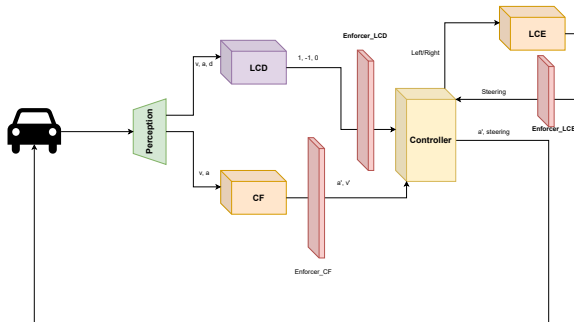 Enforcer_LCD
LCE
Left/Right
v, a, d
LCD
1, -1, 0
Steering
Perception
Enforcer_LCE
Controller
a', steering
v, a
CF
a', v'
Enforcer_CF